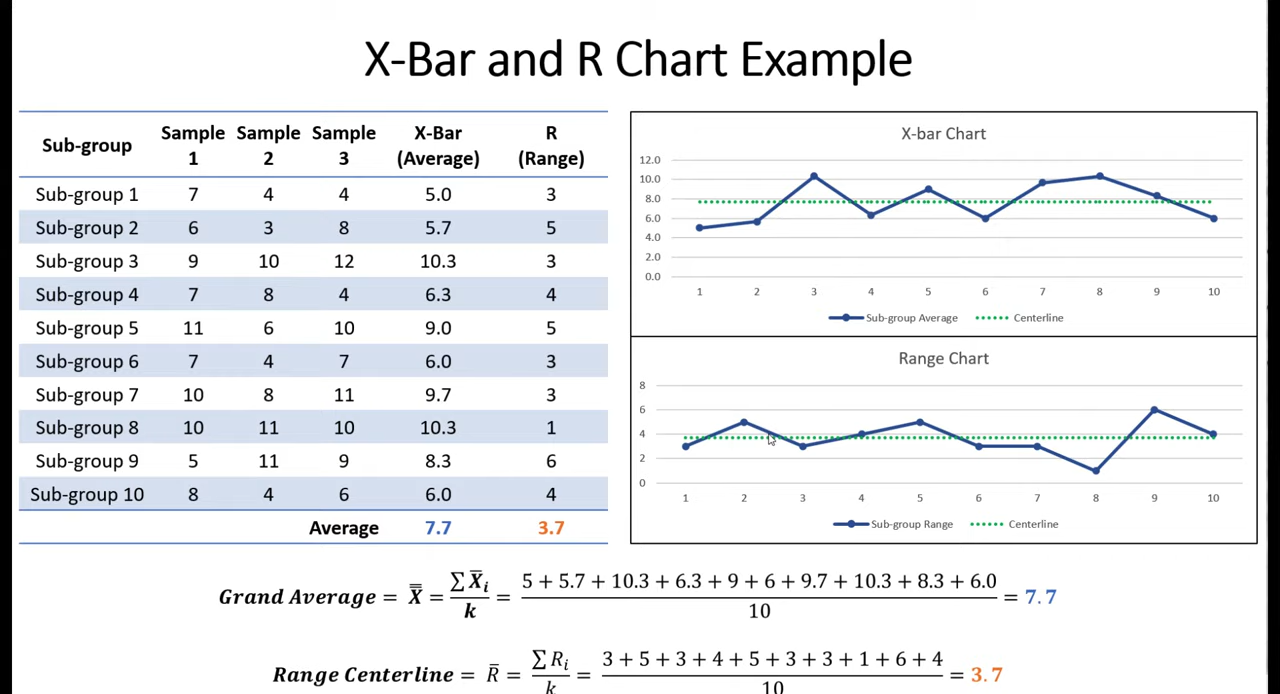 X-Bar and R Chart Example
Sub-group Sample 1 Sample 2 Sample 3 X-Bar (Average) R (Range)
Sub-group 1 7 4 4 5.0 3
Sub-group 2 6 3 8 5.7 5
Sub-group 3 9 10 12 10.3 3
Sub-group 4 7 8 4 6.3 4
Sub-group 5 11 6 10 9.0 5
Sub-group 6 7 4 7 6.0 3
Sub-group 7 10 8 11 9.7 3
Sub-group 8 10 11 10 10.3 1
Sub-group 9 5 11 9 8.3 6
Sub-group 10 8 4 6 6.0 4
Average 7.7 3.7
X-bar Chart
12.0
10.0
8.0
6.0
4.0
2.0
0.0
1 2 3 4 5 6 7 8 9 10
Sub-group Average Centerline
Range Chart
8
6
4
2
0
1 2 3 4 5 6 7 8 9 10
Sub-group Range Centerline
Grand Average = X̿ = ∑ X̅i / k = 5 + 5.7 + 10.3 + 6.3 + 9 + 6 + 9.7 + 10.3 + 8.3 + 6.0 / 10 = 7.7
Range Centerline = R̅ = ∑ Ri / k = 3 + 5 + 3 + 4 + 5 + 3 + 3 + 1 + 6 + 4 / 10 = 3.7